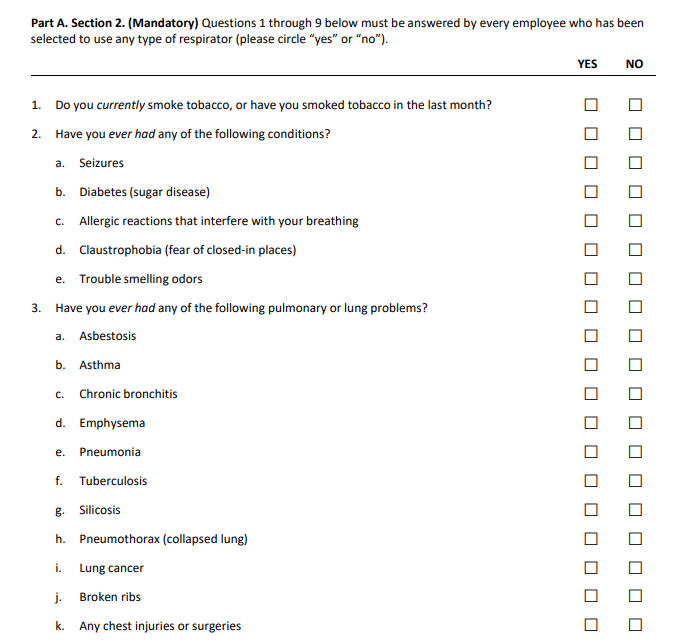 Part A. Section 2. (Mandatory) Questions 1 through 9 below must be answered by every employee who has been
selected to use any type of respirator (please circle “yes” or “no”).
YES NO
1. Do you currently smoke tobacco, or have you smoked tobacco in the last month?
2. Have you ever had any of the following conditions?
a. Seizures
b. Diabetes (sugar disease)
c. Allergic reactions that interfere with your breathing
d. Claustrophobia (fear of closed-in places)
e. Trouble smelling odors
3. Have you ever had any of the following pulmonary or lung problems?
a. Asbestosis
b. Asthma
c. Chronic bronchitis
d. Emphysema
e. Pneumonia
f. Tuberculosis
g. Silicosis
h. Pneumothorax (collapsed lung)
i. Lung cancer
j. Broken ribs
k. Any chest injuries or surgeries